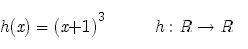 h(x) = (x+1)³ h : R → R